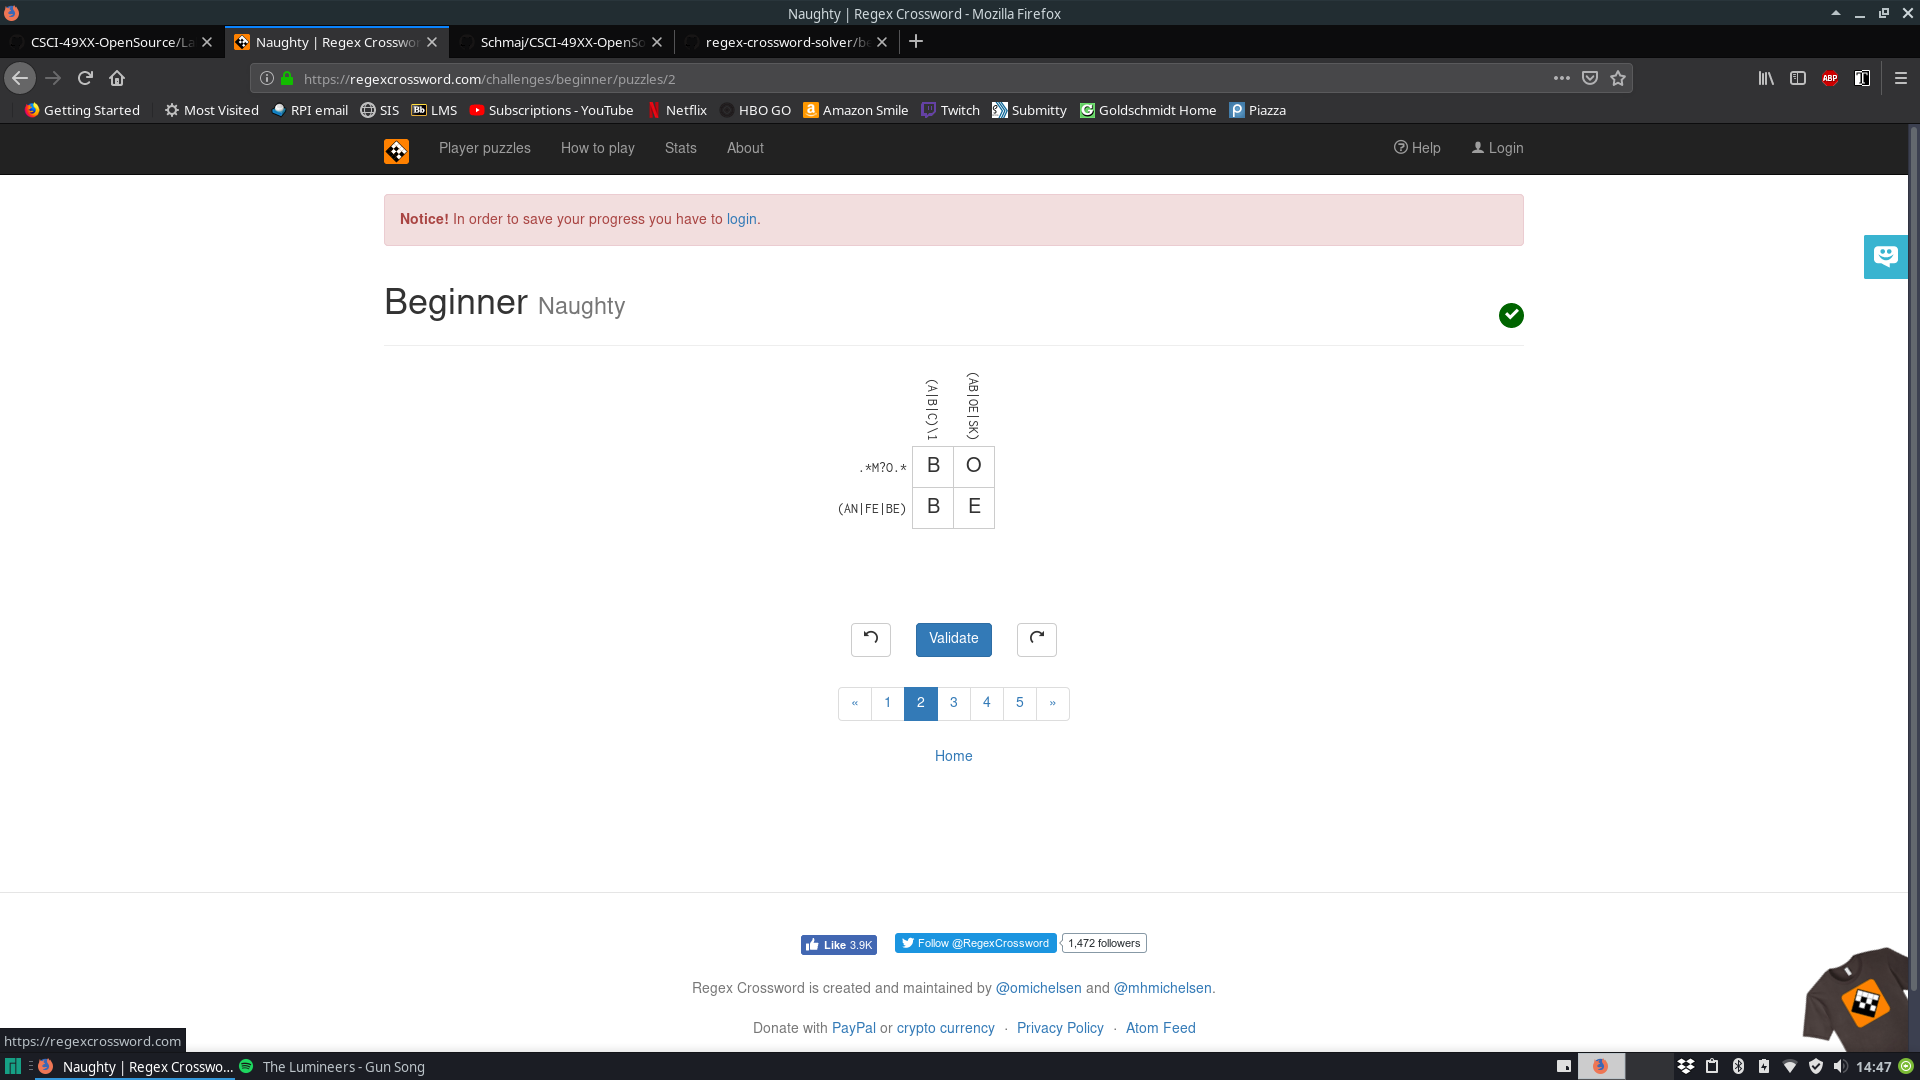 Naughty | Regex Crossword - Mozilla Firefox
CSCI-49XX-OpenSource/La
Naughty | Regex Crosswor
Schmaj/CSCI-49XX-OpenSo
regex-crossword-solver/be
https://regexcrossword.com/challenges/beginner/puzzles/2
ABP
Getting Started
Most Visited
RPI email
SIS
Bb LMS
Subscriptions - YouTube
Netflix
HBO GO
Amazon Smile
Twitch
Submitty
Goldschmidt Home
Piazza
Player puzzles
How to play
Stats
About
Help
Login
Notice! In order to save your progress you have to login.
Beginner Naughty
(A|B|C)\1
(AB|OE|SK)
.*M?O.* B O
(AN|FE|BE) B E
Validate
« 1 2 3 4 5 »
Home
Like 3.9K
Follow @RegexCrossword
1,472 followers
Regex Crossword is created and maintained by @omichelsen and @mhmichelsen.
Donate with PayPal or crypto currency · Privacy Policy · Atom Feed
https://regexcrossword.com
Naughty | Regex Crosswo...
The Lumineers - Gun Song
14:47